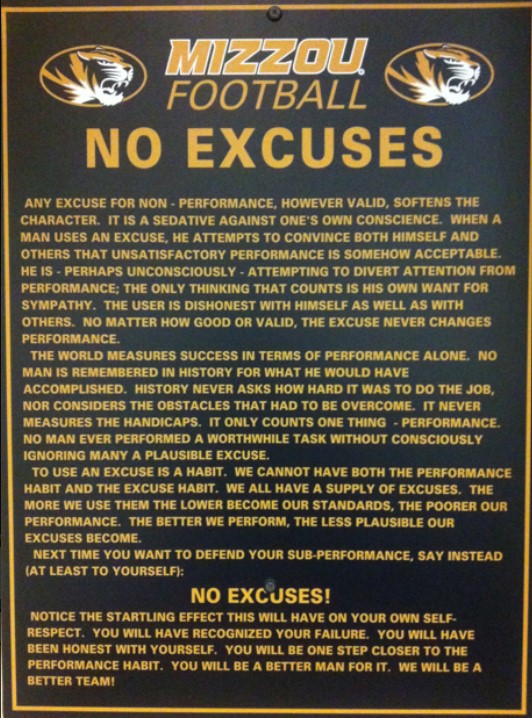 MIZZOU
FOOTBALL
NO EXCUSES
ANY EXCUSE FOR NON - PERFORMANCE, HOWEVER VALID, SOFTENS THE
CHARACTER. IT IS A SEDATIVE AGAINST ONE'S OWN CONSCIENCE. WHEN A
MAN USES AN EXCUSE, HE ATTEMPTS TO CONVINCE BOTH HIMSELF AND
OTHERS THAT UNSATISFACTORY PERFORMANCE IS SOMEHOW ACCEPTABLE.
HE IS - PERHAPS UNCONSCIOUSLY - ATTEMPTING TO DIVERT ATTENTION FROM
PERFORMANCE; THE ONLY THINKING THAT COUNTS IS HIS OWN WANT FOR
SYMPATHY. THE USER IS DISHONEST WITH HIMSELF AS WELL AS WITH
OTHERS. NO MATTER HOW GOOD OR VALID, THE EXCUSE NEVER CHANGES
PERFORMANCE.
THE WORLD MEASURES SUCCESS IN TERMS OF PERFORMANCE ALONE. NO
MAN IS REMEMBERED IN HISTORY FOR WHAT HE WOULD HAVE
ACCOMPLISHED. HISTORY NEVER ASKS HOW HARD IT WAS TO DO THE JOB,
NOR CONSIDERS THE OBSTACLES THAT HAD TO BE OVERCOME. IT NEVER
MEASURES THE HANDICAPS. IT ONLY COUNTS ONE THING - PERFORMANCE.
NO MAN EVER PERFORMED A WORTHWHILE TASK WITHOUT CONSCIOUSLY
IGNORING MANY A PLAUSIBLE EXCUSE.
TO USE AN EXCUSE IS A HABIT. WE CANNOT HAVE BOTH THE PERFORMANCE
HABIT AND THE EXCUSE HABIT. WE ALL HAVE A SUPPLY OF EXCUSES. THE
MORE WE USE THEM THE LOWER BECOME OUR STANDARDS, THE POORER OUR
PERFORMANCE. THE BETTER WE PERFORM, THE LESS PLAUSIBLE OUR
EXCUSES BECOME.
NEXT TIME YOU WANT TO DEFEND YOUR SUB-PERFORMANCE, SAY INSTEAD
(AT LEAST TO YOURSELF):
NO EXCUSES!
NOTICE THE STARTLING EFFECT THIS WILL HAVE ON YOUR OWN SELF-
RESPECT. YOU WILL HAVE RECOGNIZED YOUR FAILURE. YOU WILL HAVE
BEEN HONEST WITH YOURSELF. YOU WILL BE ONE STEP CLOSER TO THE
PERFORMANCE HABIT. YOU WILL BE A BETTER MAN FOR IT. WE WILL BE A
BETTER TEAM!